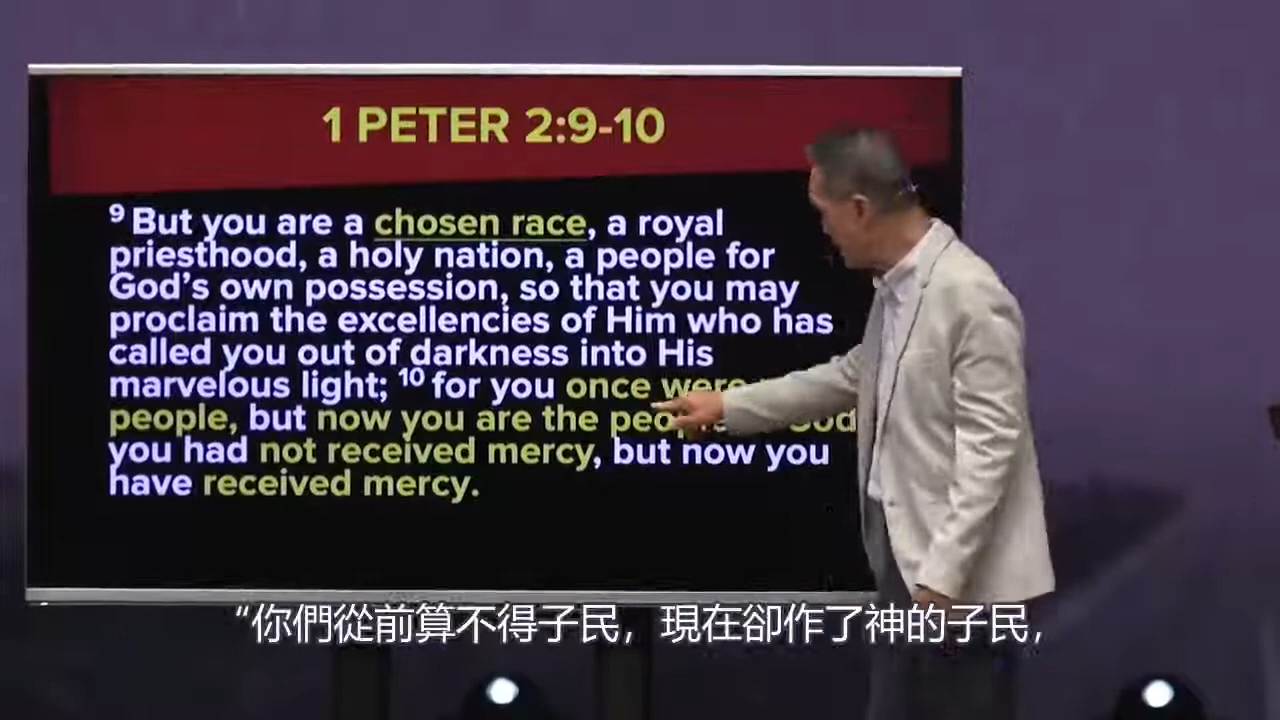 1 PETER 2:9-10
9 But you are a chosen race, a royal
priesthood, a holy nation, a people for
God's own possession, so that you may
proclaim the excellencies of Him who has
called you out of darkness into His
marvelous light; 10 for you once were
people, but now you are the God
you had not received mercy, but now you
have received mercy.
“你們從前算不得子民，現在卻作了神的子民，